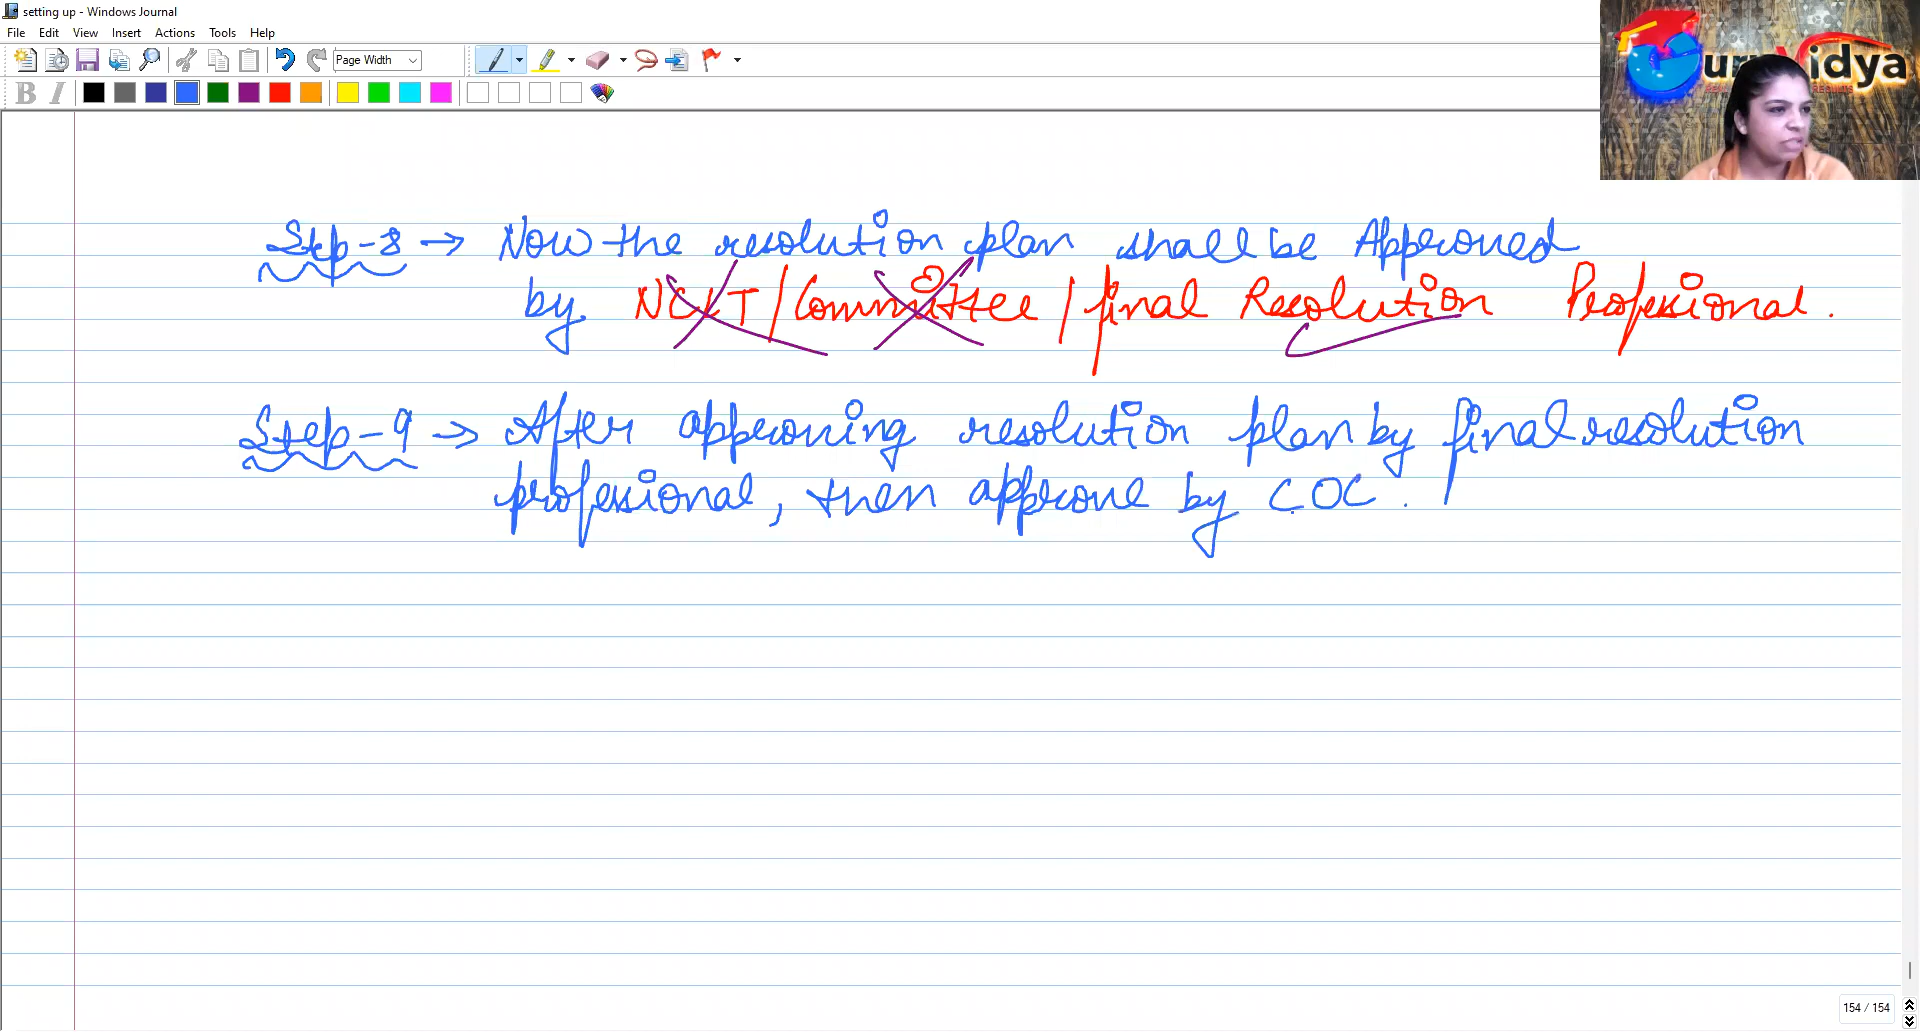 setting up - Windows Journal
File Edit View Insert Actions Tools Help
Page Width
B I
Step-8 → Now the resolution plan shall be Approved
by NCLT/Committee/final Resolution Professional.
Step-9 → After approving resolution plan by final resolution
professional, then approve by COC.
154 / 154